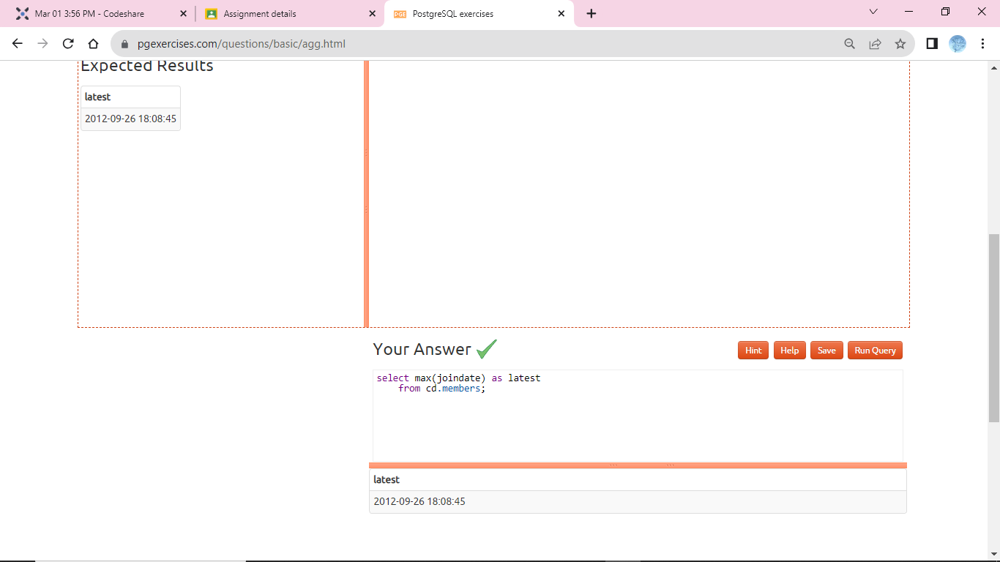 Mar 01 3:56 PM - Codeshare
Assignment details
PGE PostgreSQL exercises
pgexercises.com/questions/basic/agg.html
Expected Results
latest
2012-09-26 18:08:45
Your Answer
Hint Help Save Run Query
select max(joindate) as latest
from cd.members;
latest
2012-09-26 18:08:45